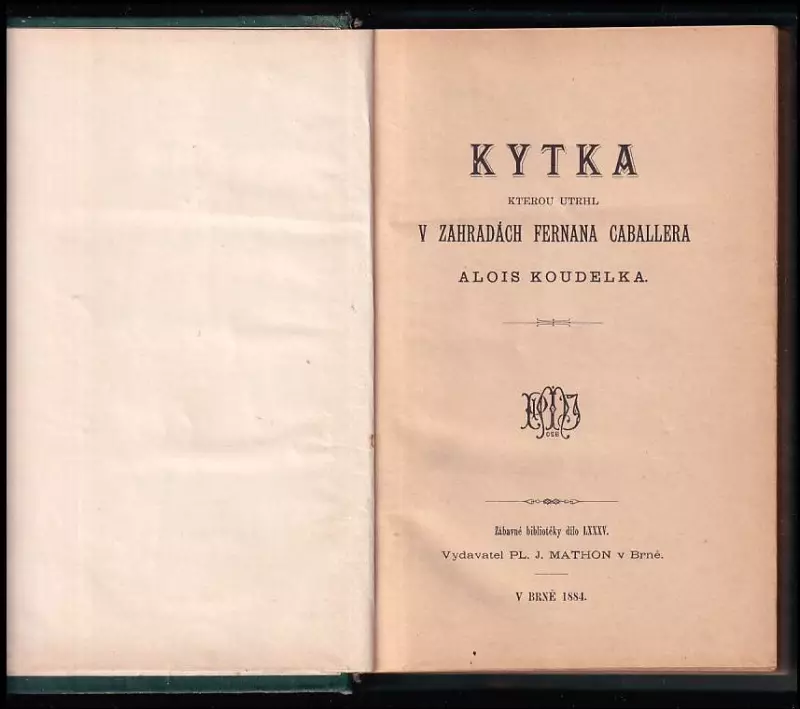 KYTKA
KTEROU UTRHL
V ZAHRADÁCH FERNANA CABALLERA
ALOIS KOUDELKA.
Zábavné bibliotéky dílo LXXXV.
Vydavatel PL. J. MATHON v Brně.
V BRNĚ 1884.